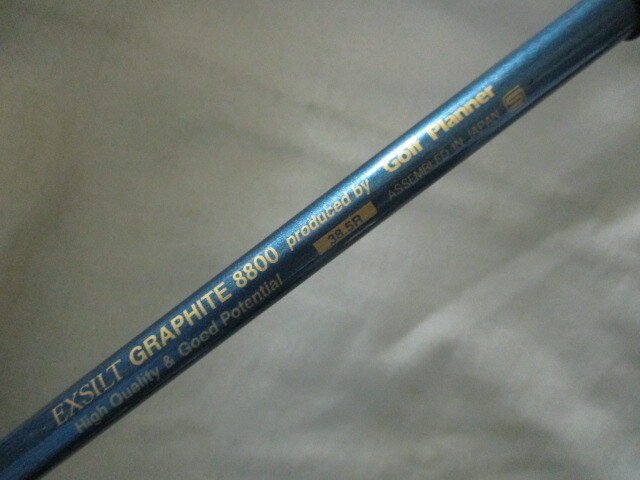 EXSILT GRAPHITE 8800 produced by Golf Planner
High Quality & Good Potential 38.5R ASSEMBLED IN JAPAN S